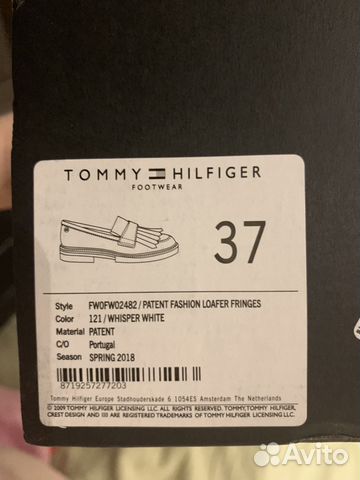 TOMMY HILFIGER
FOOTWEAR
37
Style FW0FW02482 / PATENT FASHION LOAFER FRINGES
Color 121 / WHISPER WHITE
Material PATENT
C/O Portugal
Season SPRING 2018
8719257277203
Tommy Hilfiger Europe Stadhouderskade 6 1054ES Amsterdam The Netherlands
© 2009 TOMMY HILFIGER LICENSING LLC. ALL RIGHTS RESERVED. TOMMY, TOMMY HILFIGER,
CREST DESIGN AND ARE REGISTERED TRADEMARKS OF TOMMY HILFIGER LICENSING LLC.
Avito